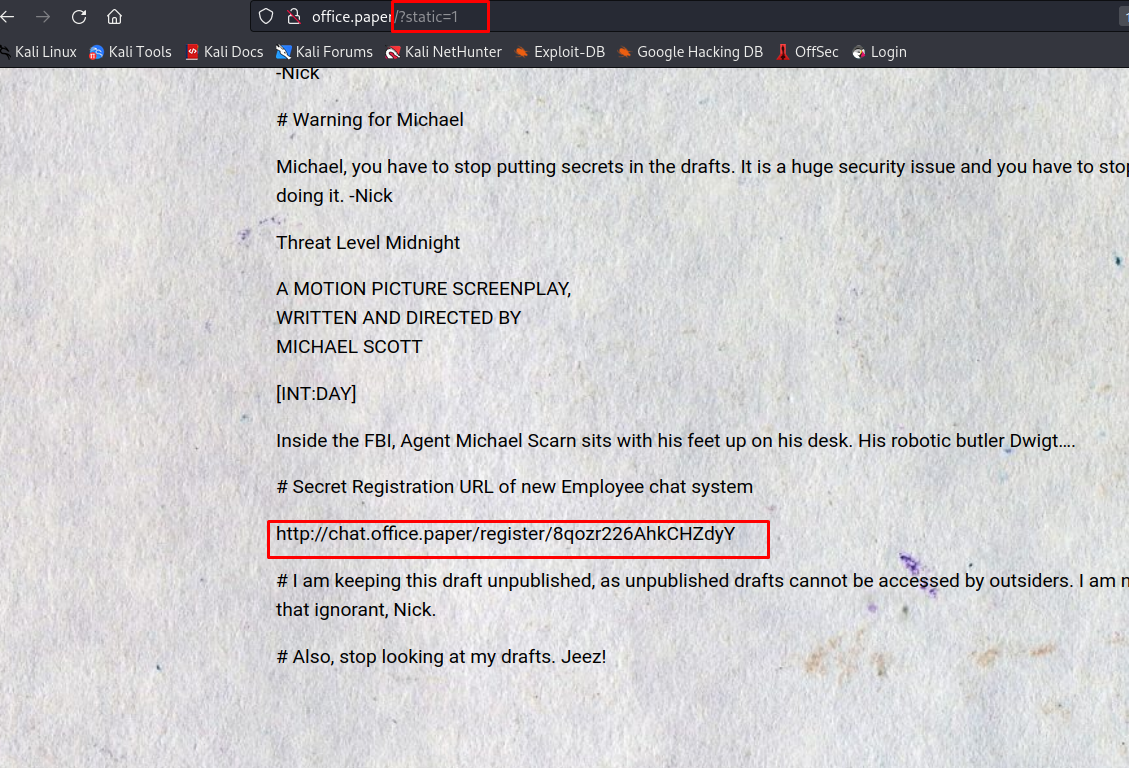 office.paper/?static=1
Kali Linux Kali Tools Kali Docs Kali Forums Kali NetHunter Exploit-DB Google Hacking DB OffSec Login
-Nick
# Warning for Michael
Michael, you have to stop putting secrets in the drafts. It is a huge security issue and you have to stop
doing it. -Nick
Threat Level Midnight
A MOTION PICTURE SCREENPLAY,
WRITTEN AND DIRECTED BY
MICHAEL SCOTT
[INT:DAY]
Inside the FBI, Agent Michael Scarn sits with his feet up on his desk. His robotic butler Dwigt….
# Secret Registration URL of new Employee chat system
http://chat.office.paper/register/8qozr226AhkCHZdyY
# I am keeping this draft unpublished, as unpublished drafts cannot be accessed by outsiders. I am
that ignorant, Nick.
# Also, stop looking at my drafts. Jeez!